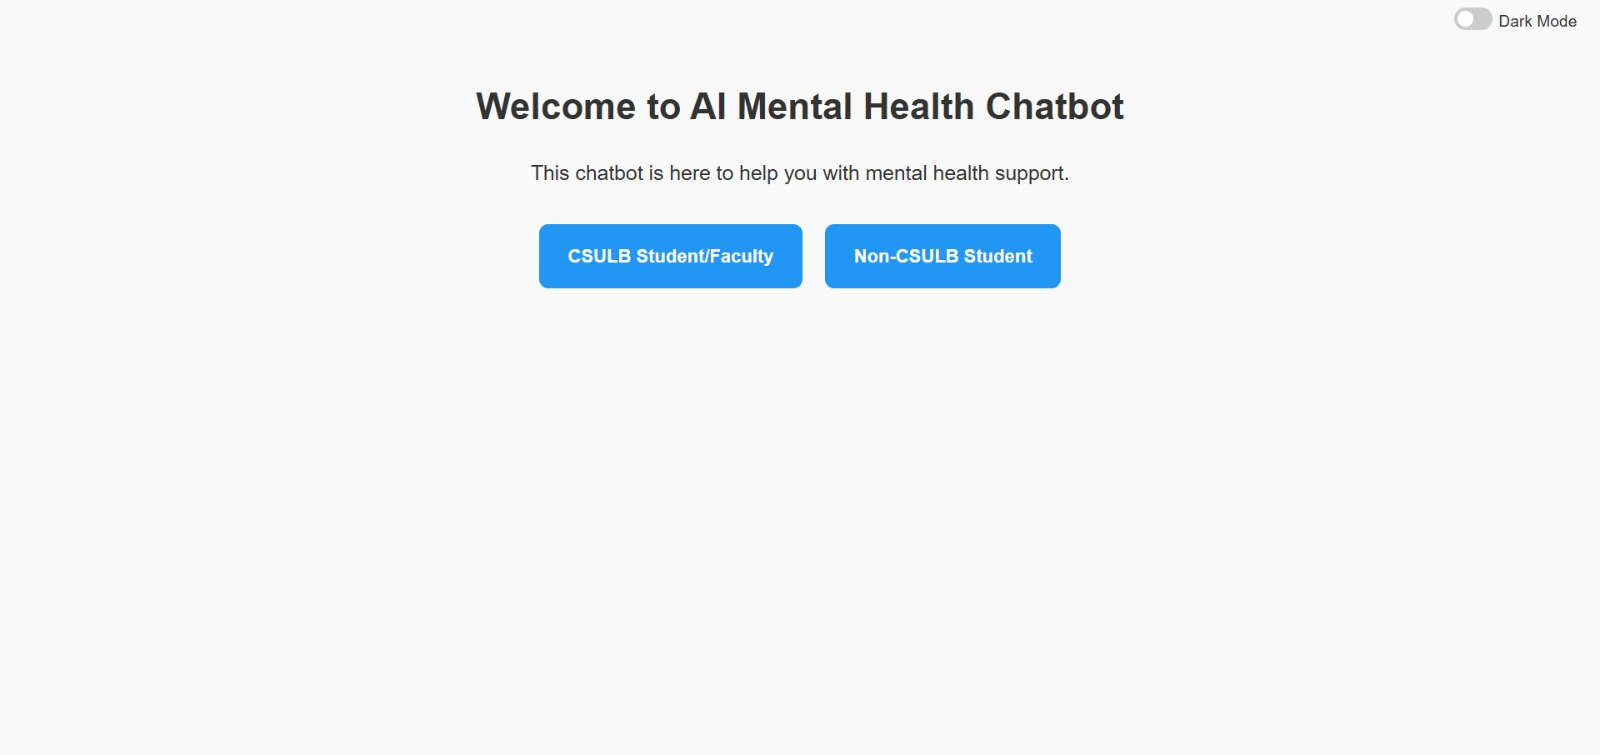 Dark Mode
Welcome to AI Mental Health Chatbot
This chatbot is here to help you with mental health support.
CSULB Student/Faculty
Non-CSULB Student